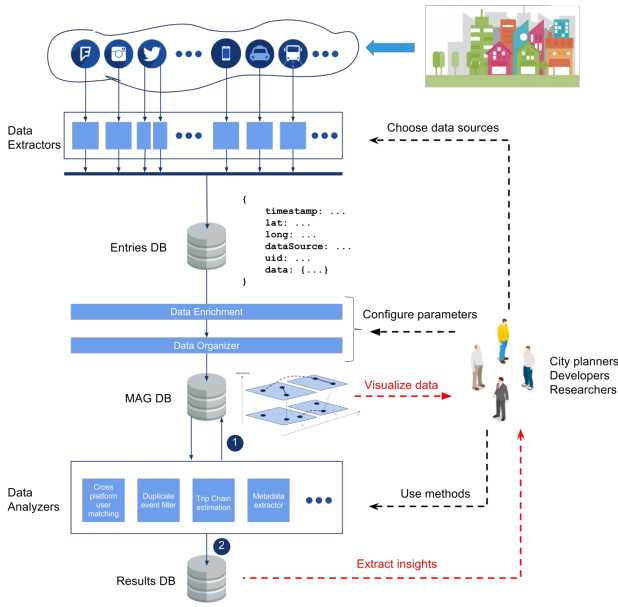 Data
Extractors
Choose data sources
{
timestamp: ...
lat: ...
long: ...
dataSource: ...
uid: ...
data: {...}
}
Entries DB
Data Enrichment
Configure parameters
Data Organizer
City planners
Developers
Researchers
MAG DB
Visualize data
1
Data
Analyzers
Cross
platform
user
matching
Duplicate
event filter
Trip Chain
estimation
Metadata
extractor
Use methods
2
Extract insights
Results DB